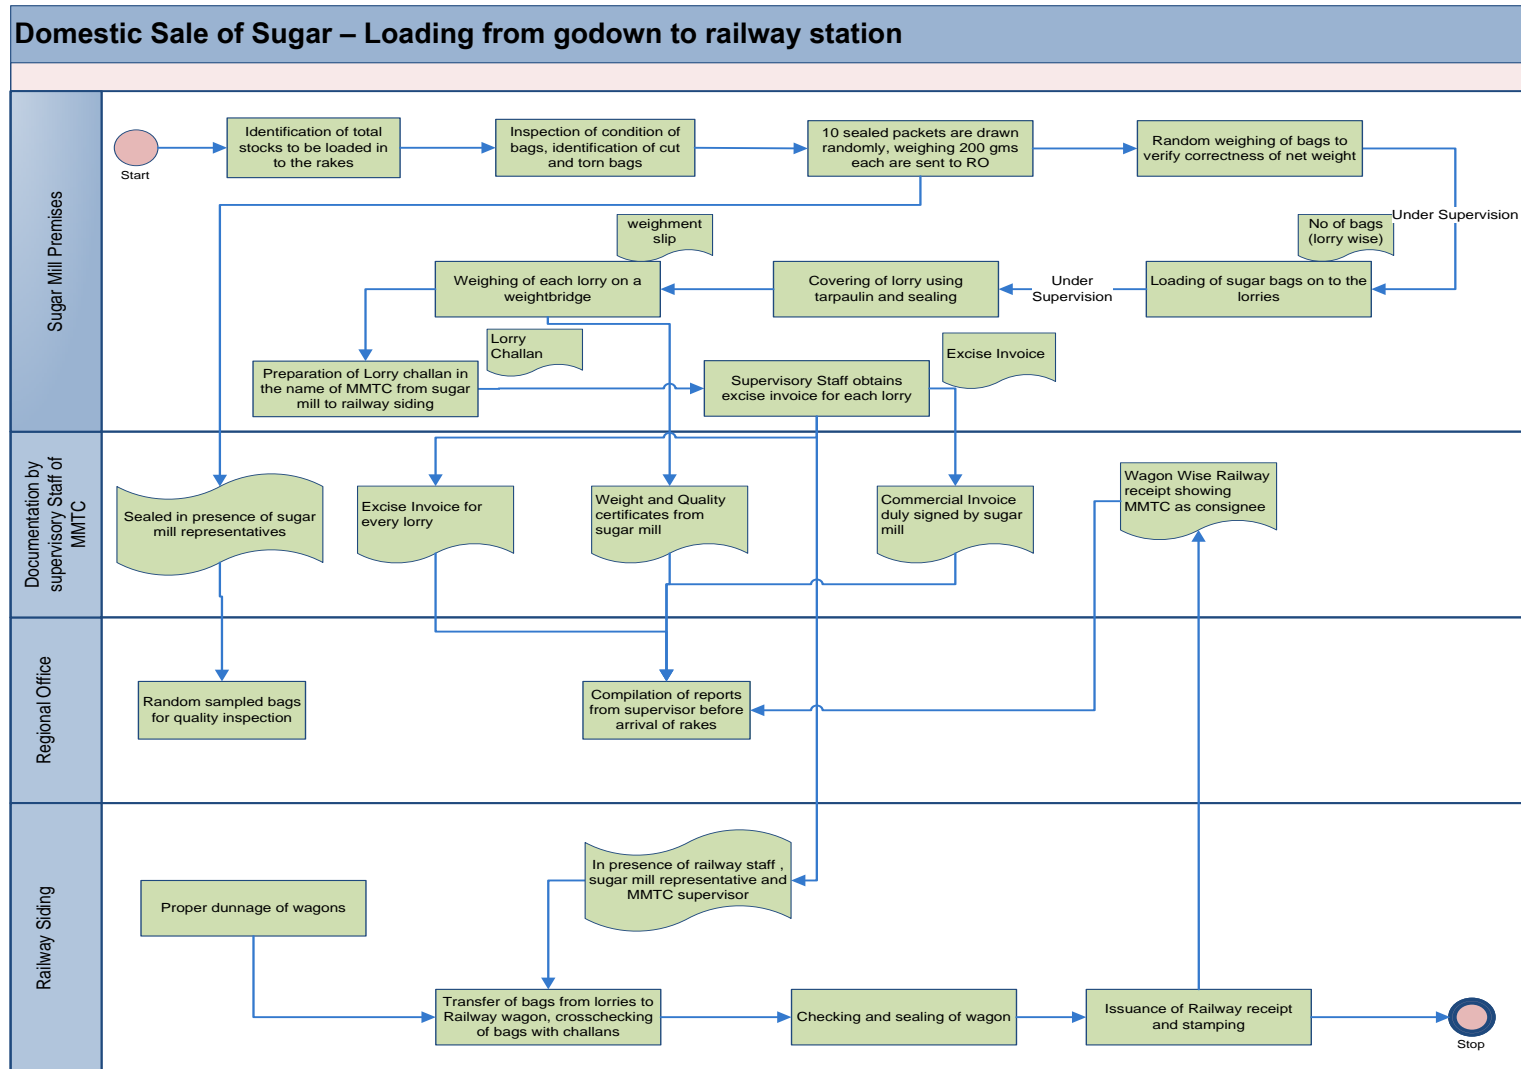 Domestic Sale of Sugar – Loading from godown to railway station
Sugar Mill Premises
Start
Identification of total
stocks to be loaded in
to the rakes
Inspection of condition of
bags, identification of cut
and torn bags
10 sealed packets are drawn
randomly, weighing 200 gms
each are sent to RO
Random weighing of bags to
verify correctness of net weight
Under Supervision
No of bags
(lorry wise)
Loading of sugar bags on to the
lorries
Under
Supervision
Covering of lorry using
tarpaulin and sealing
weighment
slip
Weighing of each lorry on a
weightbridge
Lorry
Challan
Preparation of Lorry challan in
the name of MMTC from sugar
mill to railway siding
Supervisory Staff obtains
excise invoice for each lorry
Excise Invoice
Documentation by
supervisory Staff of
MMTC
Sealed in presence of sugar
mill representatives
Excise Invoice for
every lorry
Weight and Quality
certificates from
sugar mill
Commercial Invoice
duly signed by sugar
mill
Wagon Wise Railway
receipt showing
MMTC as consignee
Regional Office
Random sampled bags
for quality inspection
Compilation of reports
from supervisor before
arrival of rakes
Railway Siding
Proper dunnage of wagons
In presence of railway staff ,
sugar mill representative and
MMTC supervisor
Transfer of bags from lorries to
Railway wagon, crosschecking
of bags with challans
Checking and sealing of wagon
Issuance of Railway receipt
and stamping
Stop